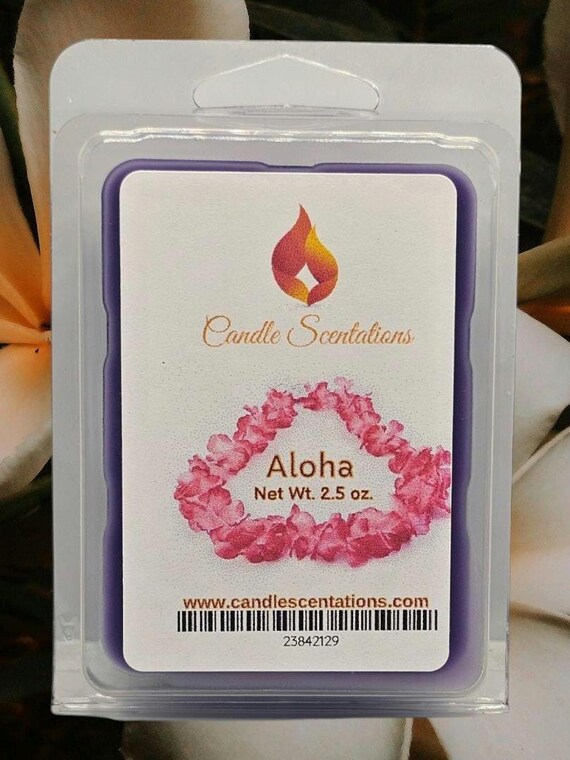 Candle Scentations
Aloha
Net Wt. 2.5 oz.
www.candlescentations.com
23842129